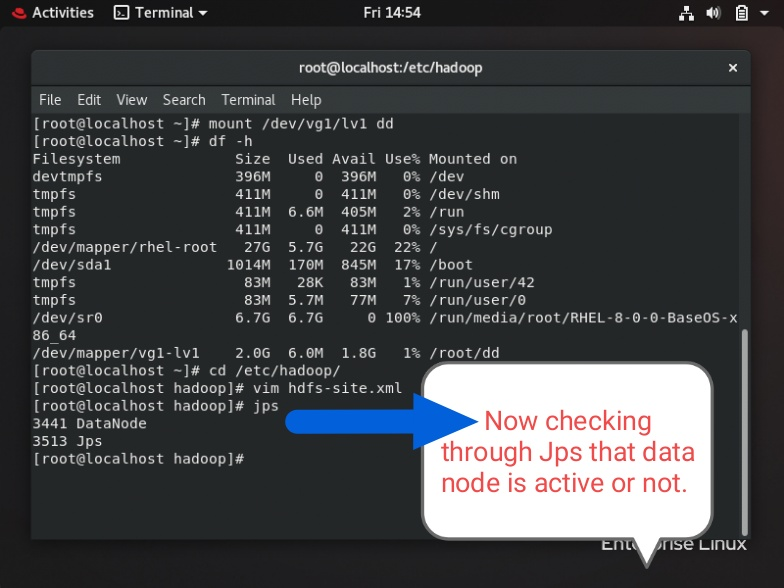 Activities Terminal Fri 14:54
root@localhost:/etc/hadoop ×
File Edit View Search Terminal Help
[root@localhost ~]# mount /dev/vg1/lv1 dd
[root@localhost ~]# df -h
Filesystem Size Used Avail Use% Mounted on
devtmpfs 396M 0 396M 0% /dev
tmpfs 411M 0 411M 0% /dev/shm
tmpfs 411M 6.6M 405M 2% /run
tmpfs 411M 0 411M 0% /sys/fs/cgroup
/dev/mapper/rhel-root 27G 5.7G 22G 22% /
/dev/sda1 1014M 170M 845M 17% /boot
tmpfs 83M 28K 83M 1% /run/user/42
tmpfs 83M 5.7M 77M 7% /run/user/0
/dev/sr0 6.7G 6.7G 0 100% /run/media/root/RHEL-8-0-0-BaseOS-x
86_64
/dev/mapper/vg1-lv1 2.0G 6.0M 1.8G 1% /root/dd
[root@localhost ~]# cd /etc/hadoop/
[root@localhost hadoop]# vim hdfs-site.xml
[root@localhost hadoop]# jps
3441 DataNode
3513 Jps
[root@localhost hadoop]#
Now checking
through Jps that data
node is active or not.
Linux